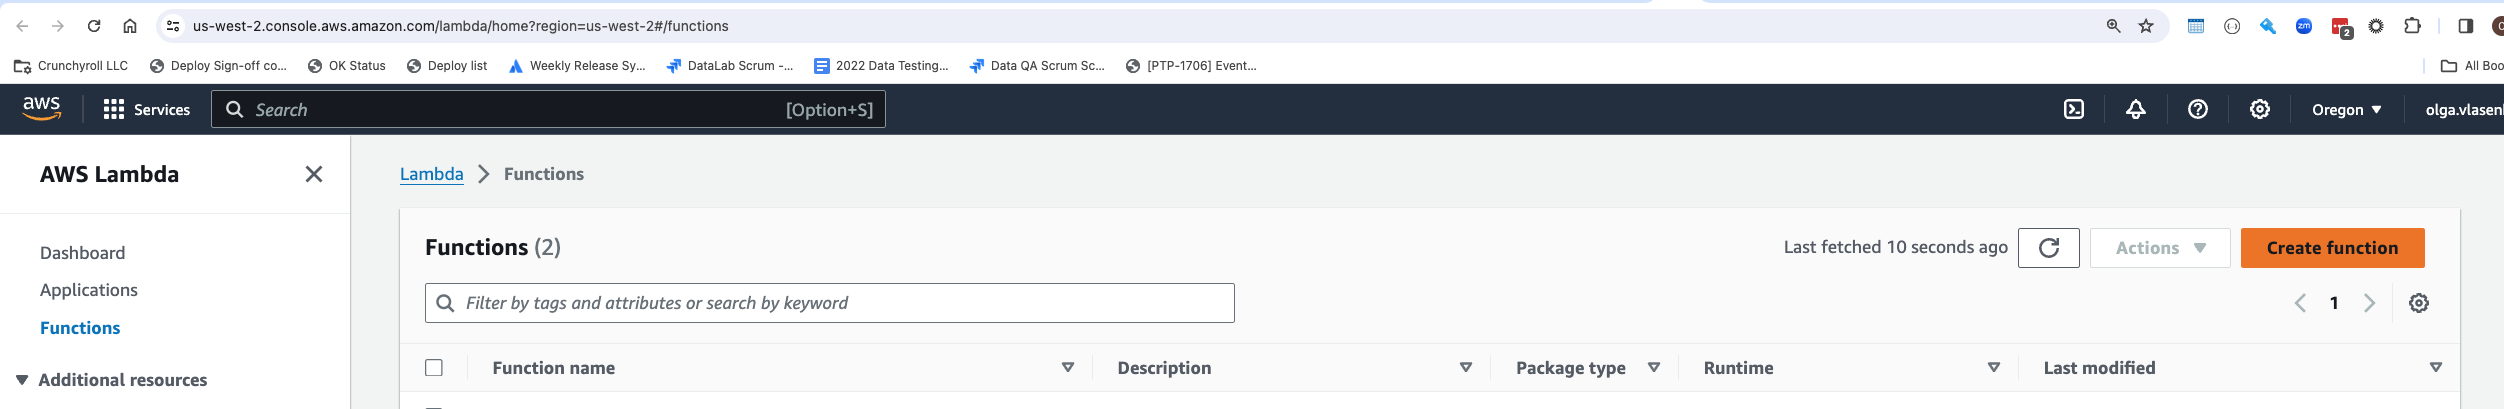 us-west-2.console.aws.amazon.com/lambda/home?region=us-west-2#/functions
zm
2
Crunchyroll LLC Deploy Sign-off co... OK Status Deploy list Weekly Release Sy... DataLab Scrum -... 2022 Data Testing... Data QA Scrum Sc... [PTP-1706] Event... All Boo
aws Services Search [Option+S] Oregon olga.vlasen
AWS Lambda
Lambda > Functions
Dashboard
Applications
Functions
Additional resources
Functions (2)
Last fetched 10 seconds ago Actions Create function
Filter by tags and attributes or search by keyword
1
Function name Description Package type Runtime Last modified